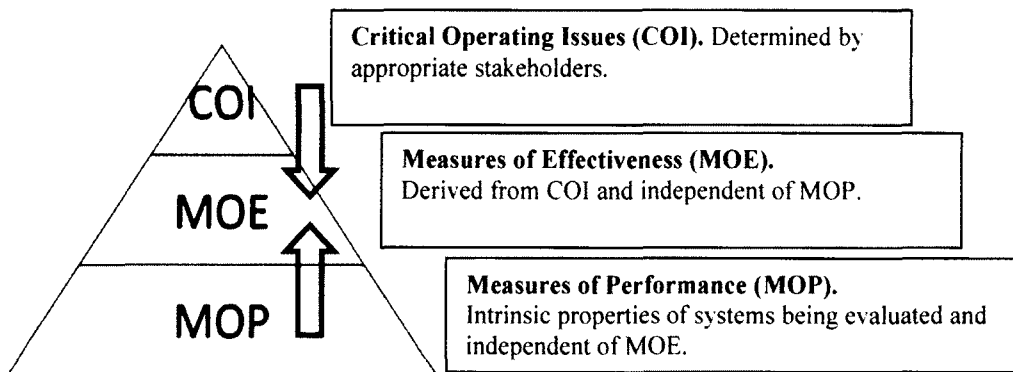 COI
MOE
MOP
Critical Operating Issues (COI). Determined by
appropriate stakeholders.
Measures of Effectiveness (MOE).
Derived from COI and independent of MOP.
Measures of Performance (MOP).
Intrinsic properties of systems being evaluated and
independent of MOE.